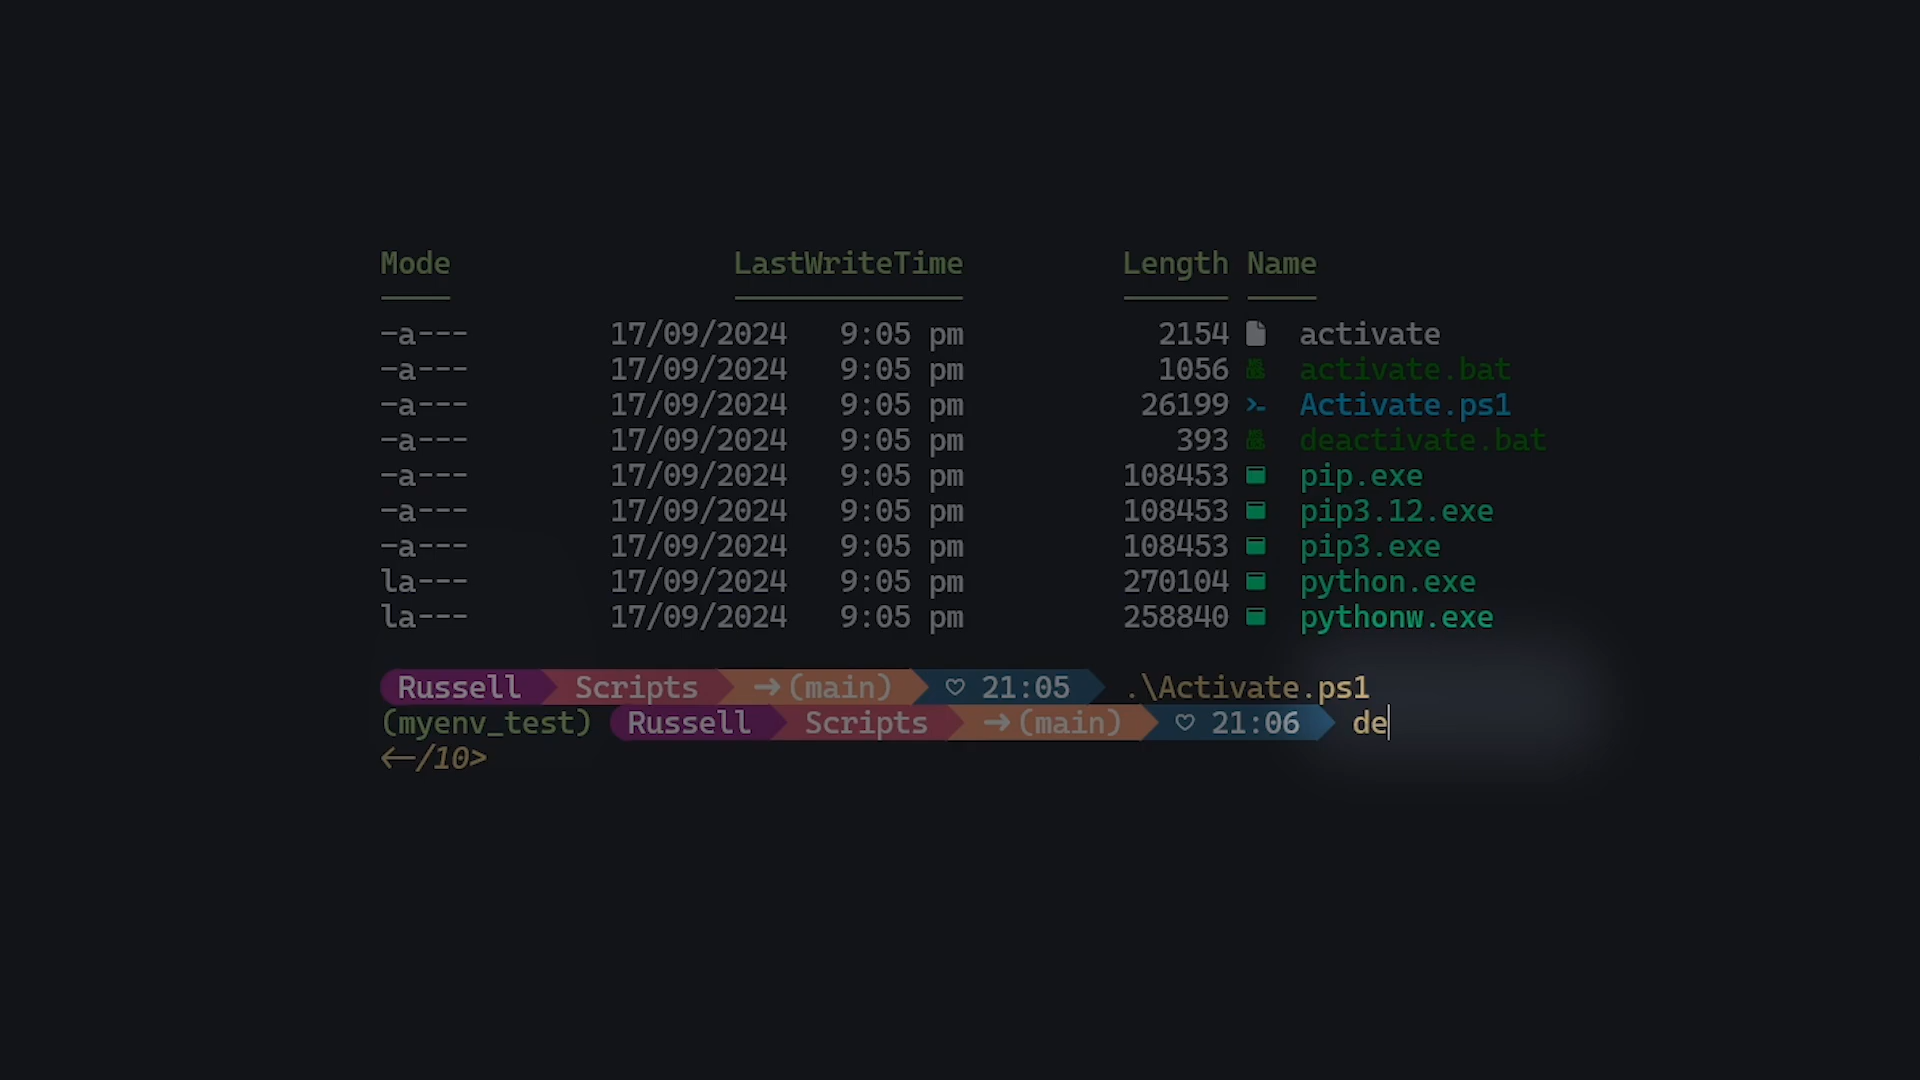 Mode LastWriteTime Length Name
-a--- 17/09/2024 9:05 pm 2154 activate
-a--- 17/09/2024 9:05 pm 1056 activate.bat
-a--- 17/09/2024 9:05 pm 26199 Activate.ps1
-a--- 17/09/2024 9:05 pm 393 deactivate.bat
-a--- 17/09/2024 9:05 pm 108453 pip.exe
-a--- 17/09/2024 9:05 pm 108453 pip3.12.exe
-a--- 17/09/2024 9:05 pm 108453 pip3.exe
la--- 17/09/2024 9:05 pm 270104 python.exe
la--- 17/09/2024 9:05 pm 258840 pythonw.exe
Russell Scripts →(main) ♡ 21:05 .\Activate.ps1
(myenv_test) Russell Scripts →(main) ♡ 21:06 de
<-/10>